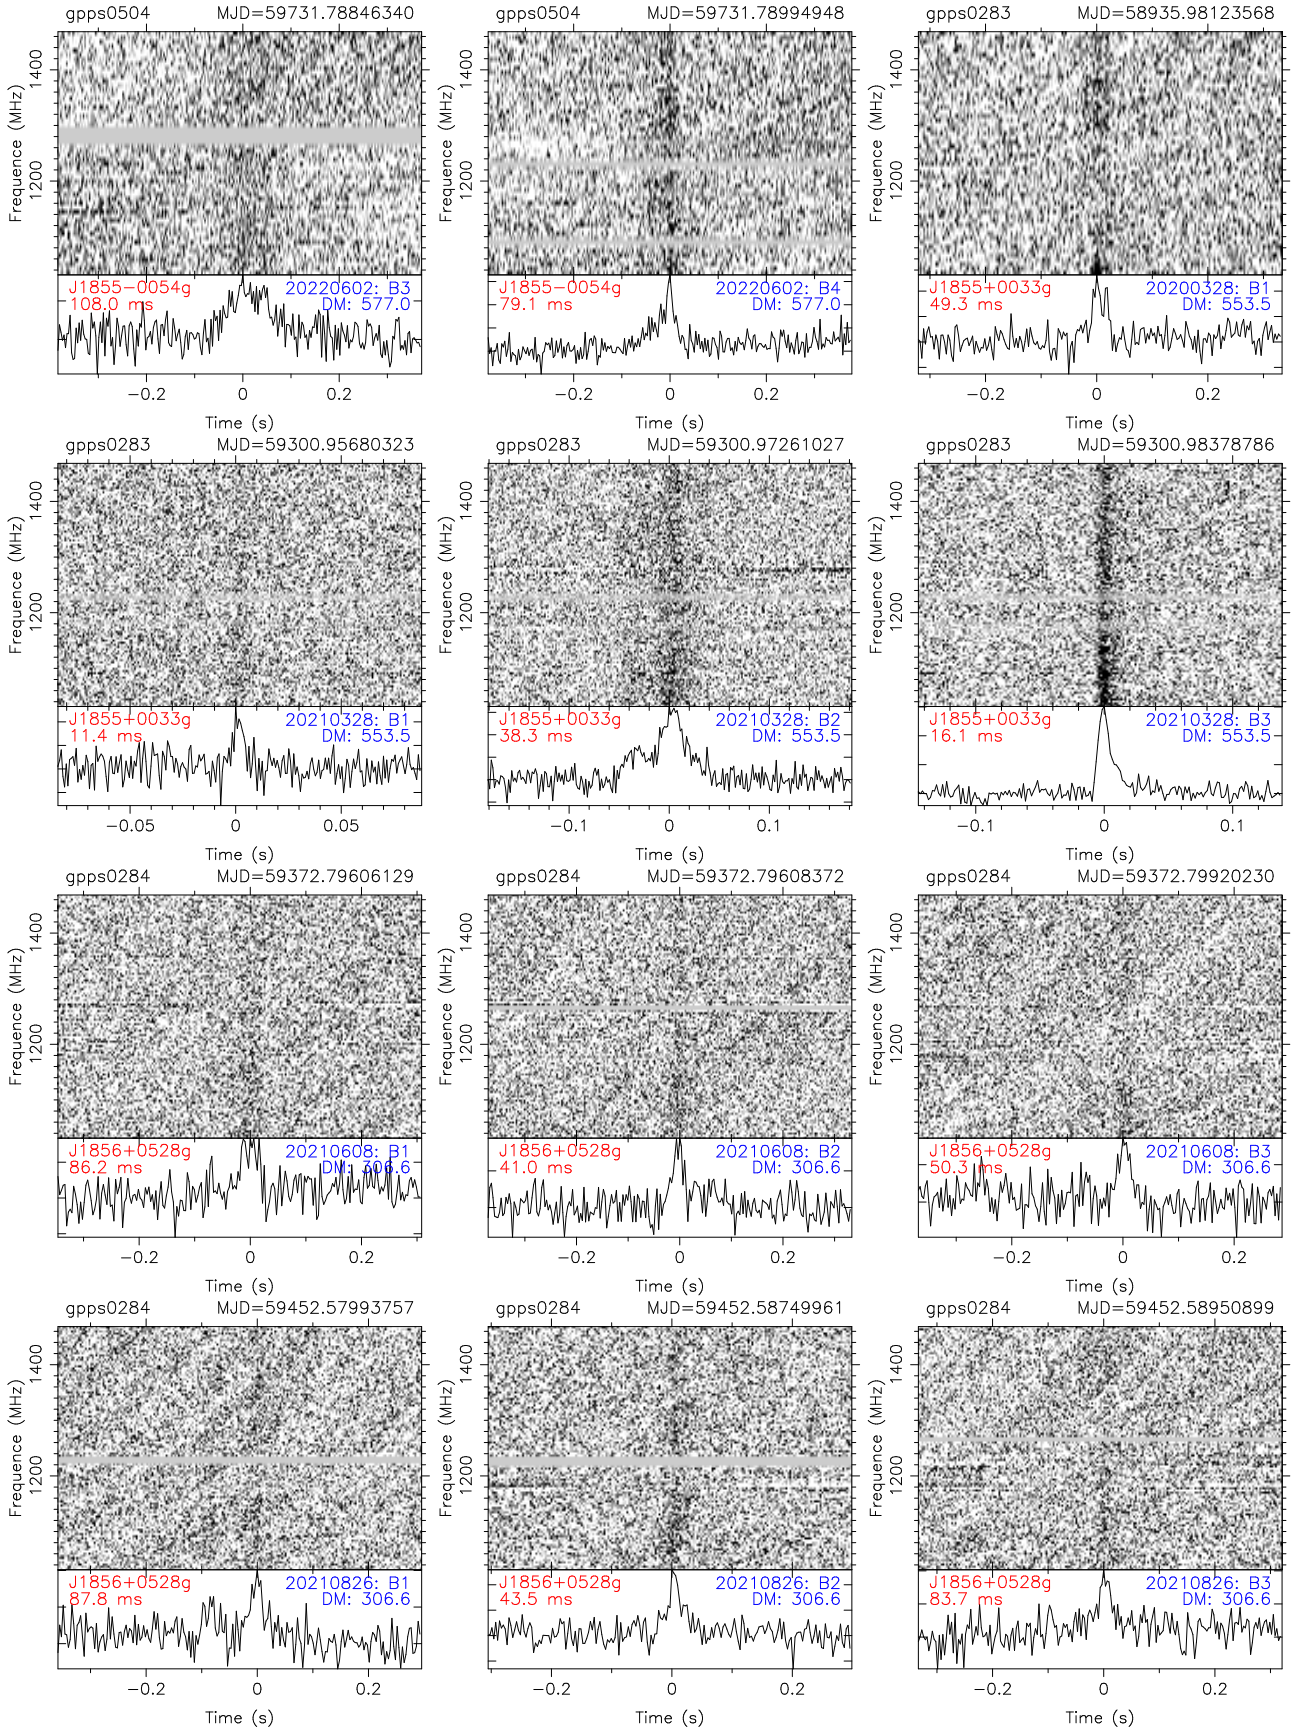 gpps0504 MJD=59731.78846340
Frequence (MHz)
1400
1200
J1855−0054g 20220602: B3
108.0 ms DM: 577.0
−0.2 0 0.2
Time (s)
gpps0504 MJD=59731.78994948
Frequence (MHz)
1400
1200
J1855−0054g 20220602: B4
79.1 ms DM: 577.0
−0.2 0 0.2
Time (s)
gpps0283 MJD=58935.98123568
Frequence (MHz)
1400
1200
J1855+0033g 20200328: B1
49.3 ms DM: 553.5
−0.2 0 0.2
Time (s)
gpps0283 MJD=59300.95680323
Frequence (MHz)
1400
1200
J1855+0033g 20210328: B1
11.4 ms DM: 553.5
−0.05 0 0.05
Time (s)
gpps0283 MJD=59300.97261027
Frequence (MHz)
1400
1200
J1855+0033g 20210328: B2
38.3 ms DM: 553.5
−0.1 0 0.1
Time (s)
gpps0283 MJD=59300.98378786
Frequence (MHz)
1400
1200
J1855+0033g 20210328: B3
16.1 ms DM: 553.5
−0.1 0 0.1
Time (s)
gpps0284 MJD=59372.79606129
Frequence (MHz)
1400
1200
J1856+0528g 20210608: B1
86.2 ms DM: 306.6
−0.2 0 0.2
Time (s)
gpps0284 MJD=59372.79608372
Frequence (MHz)
1400
1200
J1856+0528g 20210608: B2
41.0 ms DM: 306.6
−0.2 0 0.2
Time (s)
gpps0284 MJD=59372.79920230
Frequence (MHz)
1400
1200
J1856+0528g 20210608: B3
50.3 ms DM: 306.6
−0.2 0 0.2
Time (s)
gpps0284 MJD=59452.57993757
Frequence (MHz)
1400
1200
J1856+0528g 20210826: B1
87.8 ms DM: 306.6
−0.2 0 0.2
Time (s)
gpps0284 MJD=59452.58749961
Frequence (MHz)
1400
1200
J1856+0528g 20210826: B2
43.5 ms DM: 306.6
−0.2 0 0.2
Time (s)
gpps0284 MJD=59452.58950899
Frequence (MHz)
1400
1200
J1856+0528g 20210826: B3
83.7 ms DM: 306.6
−0.2 0 0.2
Time (s)